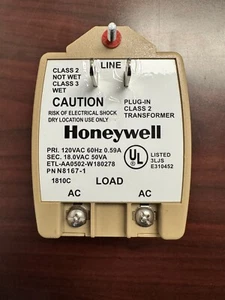 CLASS 2
NOT WET
CLASS 3
WET
LINE
CAUTION
RISK OF ELECTRICAL SHOCK
DRY LOCATION USE ONLY
PLUG-IN
CLASS 2
TRANSFORMER
Honeywell
PRI. 120VAC 60Hz 0.59A
SEC. 18.0VAC 50VA
ETL-AA0502-W180278
PN N8167-1
1810C
UL
LISTED
3LJS
E310452
LOAD
AC
AC